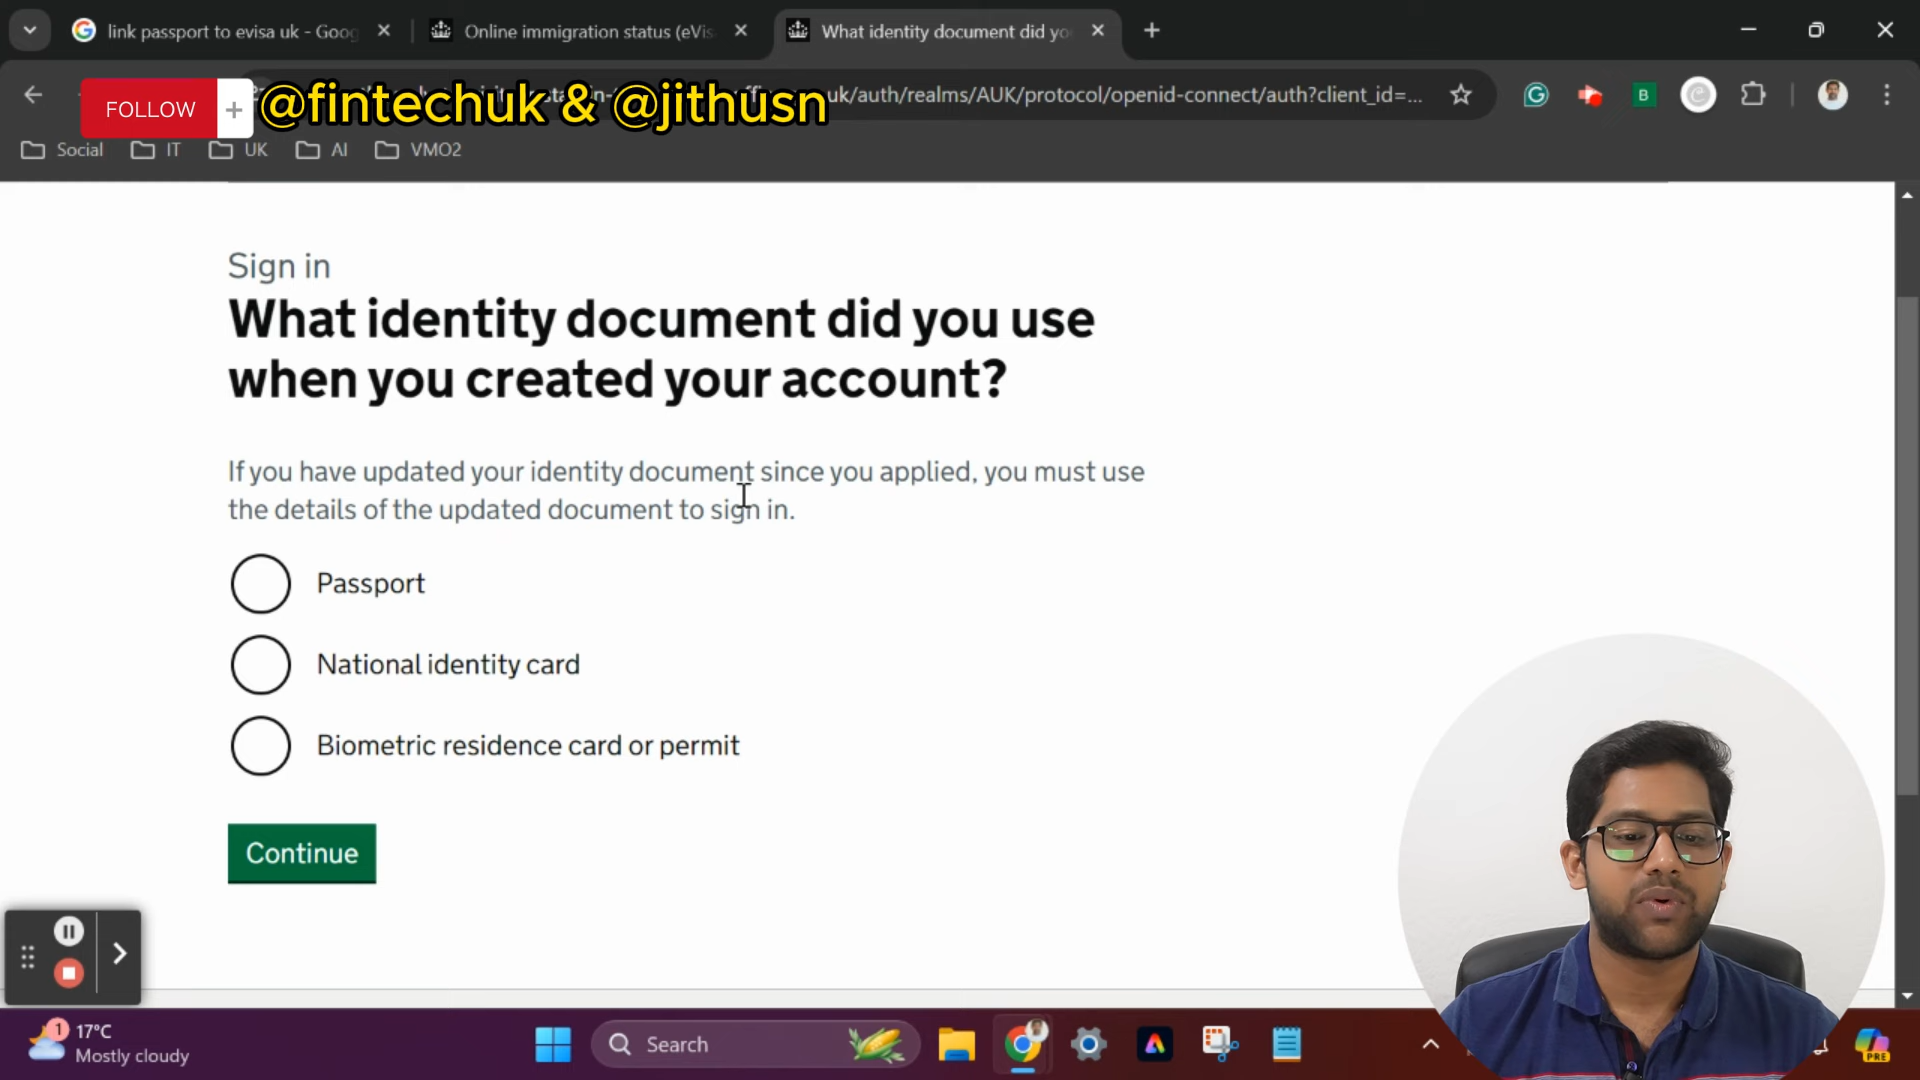 link passport to evisa uk - Goog
Online immigration status (eVis
What identity document did yo
FOLLOW
+
@fintechuk & @jithusn
uk/auth/realms/AUK/protocol/openid-connect/auth?client_id=...
B
Social
IT
UK
AI
VMO2
Sign in
What identity document did you use
when you created your account?
If you have updated your identity document since you applied, you must use
the details of the updated document to sign in.
Passport
National identity card
Biometric residence card or permit
Continue
1
17°C
Mostly cloudy
Search
PRE